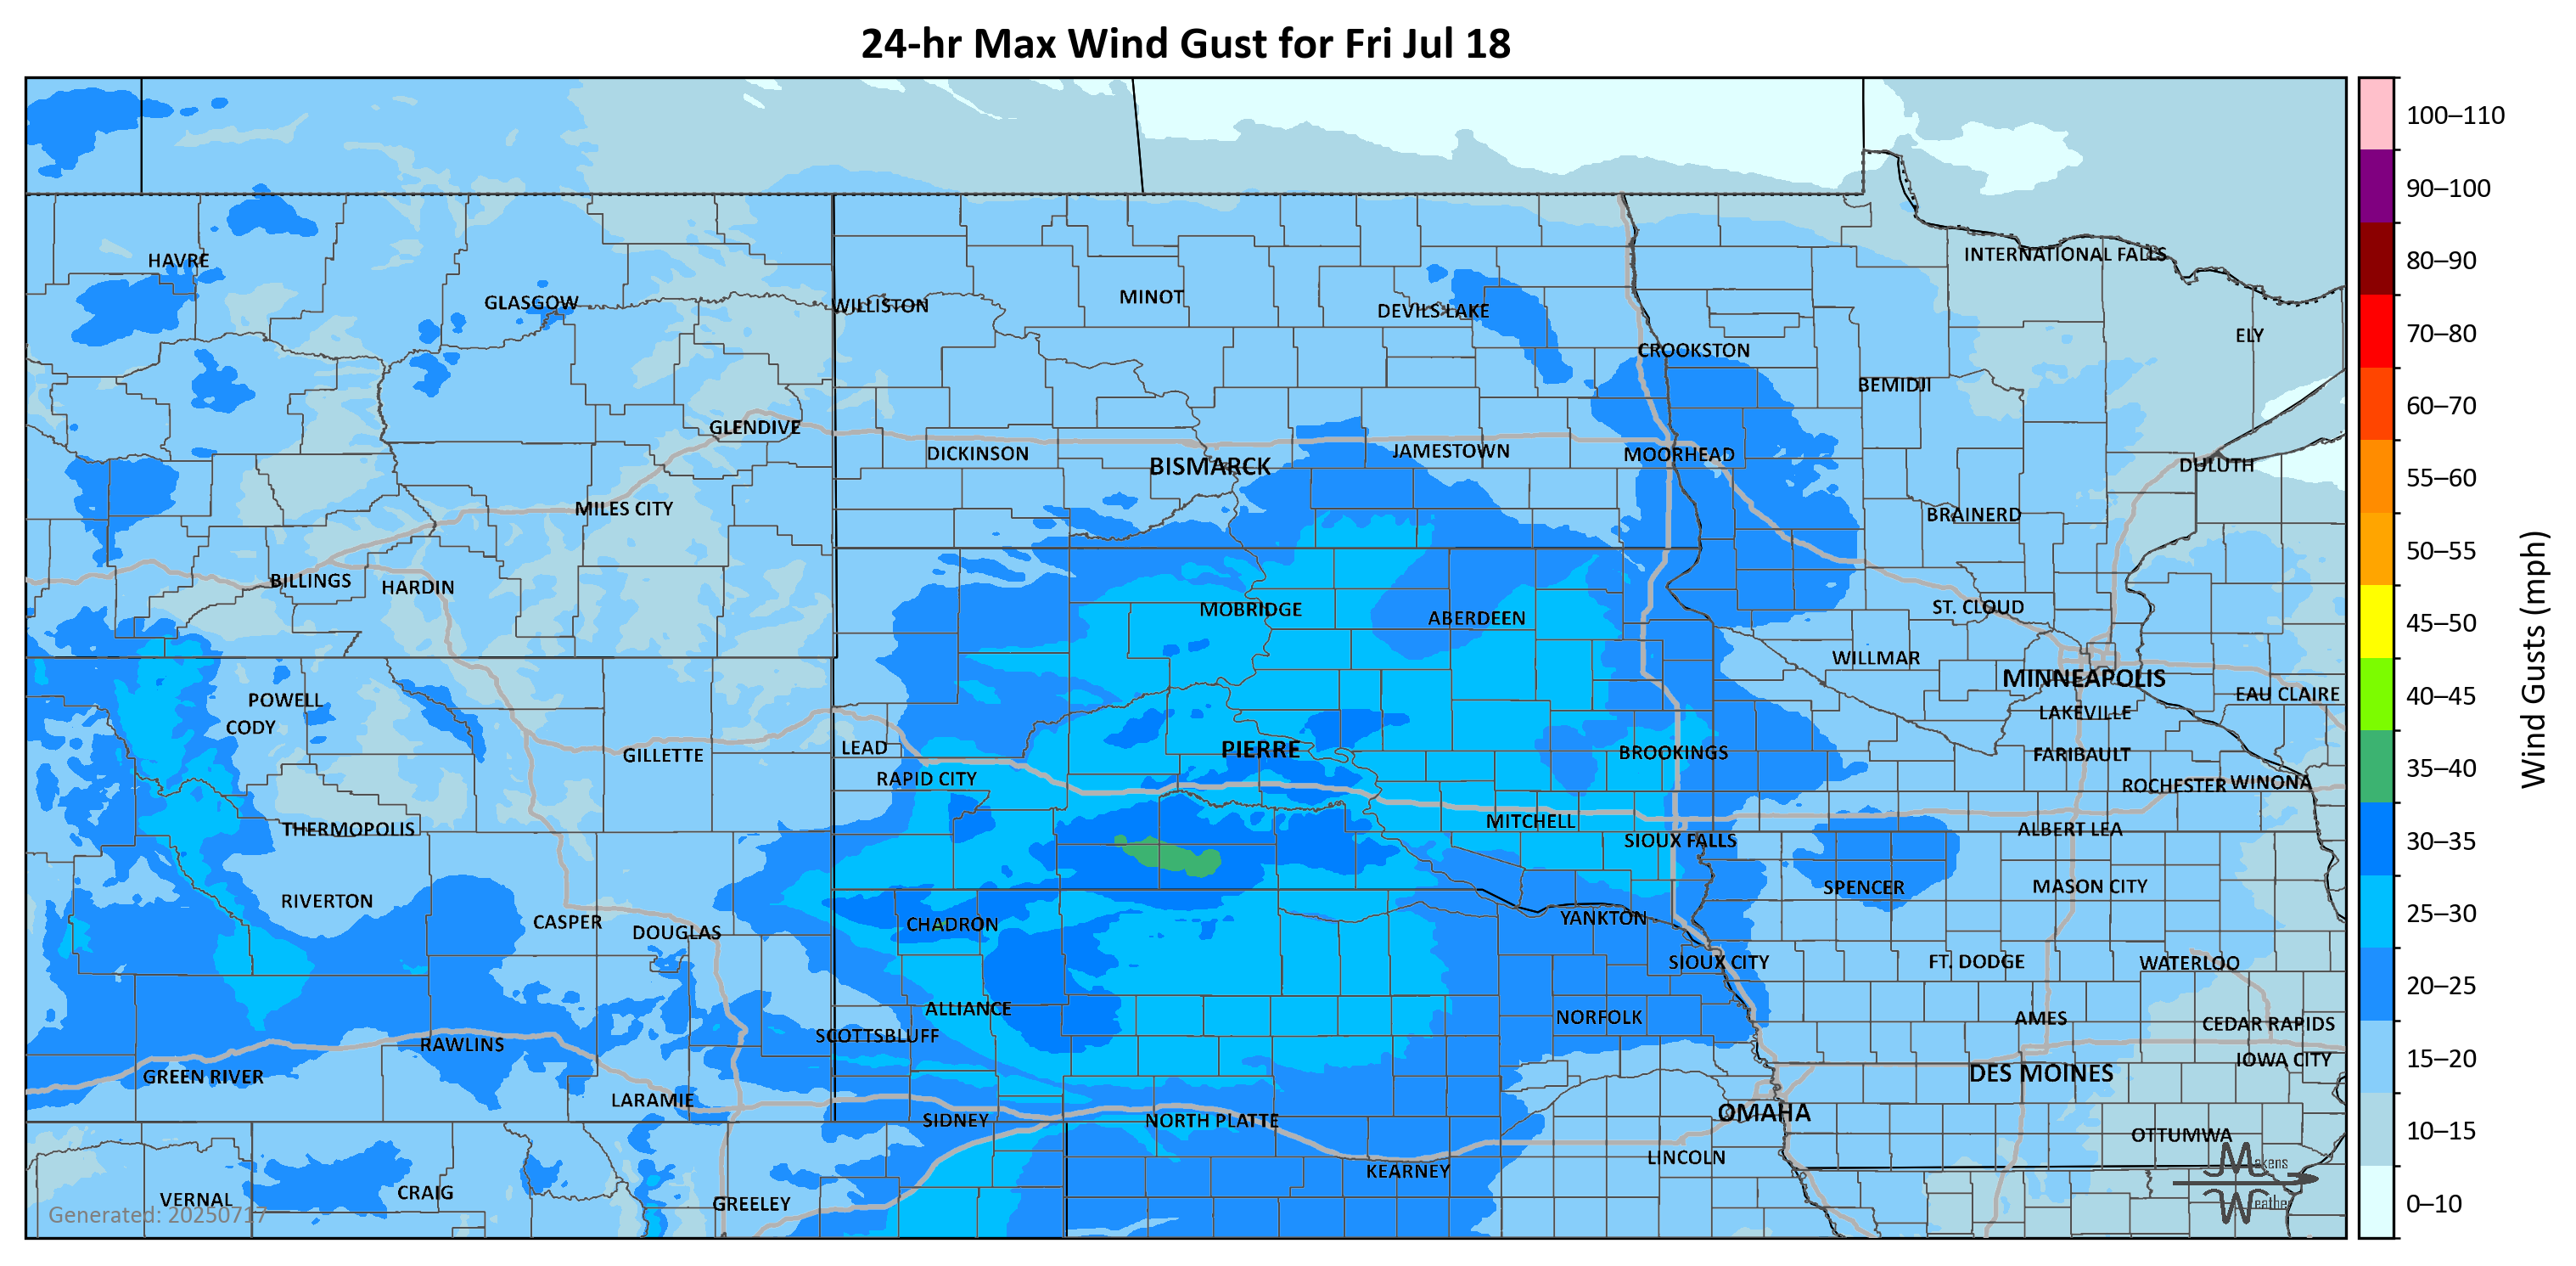 24-hr Max Wind Gust for Fri Jul 18
100–110
90–100
80–90
70–80
60–70
55–60
50–55
45–50
40–45
35–40
30–35
25–30
20–25
15–20
10–15
0–10
Wind Gusts (mph)
INTERNATIONAL FALLS
HAVRE
MINOT
GLASGOW
WILLISTON
DEVILS LAKE
ELY
CROOKSTON
BEMIDJI
GLENDIVE
DICKINSON
JAMESTOWN
MOORHEAD
BISMARCK
DULUTH
MILES CITY
BRAINERD
BILLINGS
HARDIN
MOBRIDGE
ABERDEEN
ST. CLOUD
WILLMAR
MINNEAPOLIS
EAU CLAIRE
POWELL
LAKEVILLE
CODY
LEAD
PIERRE
BROOKINGS
GILLETTE
FARIBAULT
RAPID CITY
ROCHESTER
WINONA
THERMOPOLIS
MITCHELL
ALBERT LEA
SIOUX FALLS
SPENCER
MASON CITY
RIVERTON
CASPER
CHADRON
YANKTON
DOUGLAS
SIOUX CITY
FT. DODGE
WATERLOO
ALLIANCE
NORFOLK
AMES
CEDAR RAPIDS
SCOTTSBLUFF
RAWLINS
IOWA CITY
GREEN RIVER
DES MOINES
LARAMIE
SIDNEY
NORTH PLATTE
OMAHA
OTTUMWA
LINCOLN
KEARNEY
VERNAL
CRAIG
GREELEY
Generated: 20250717
Makens
Weather